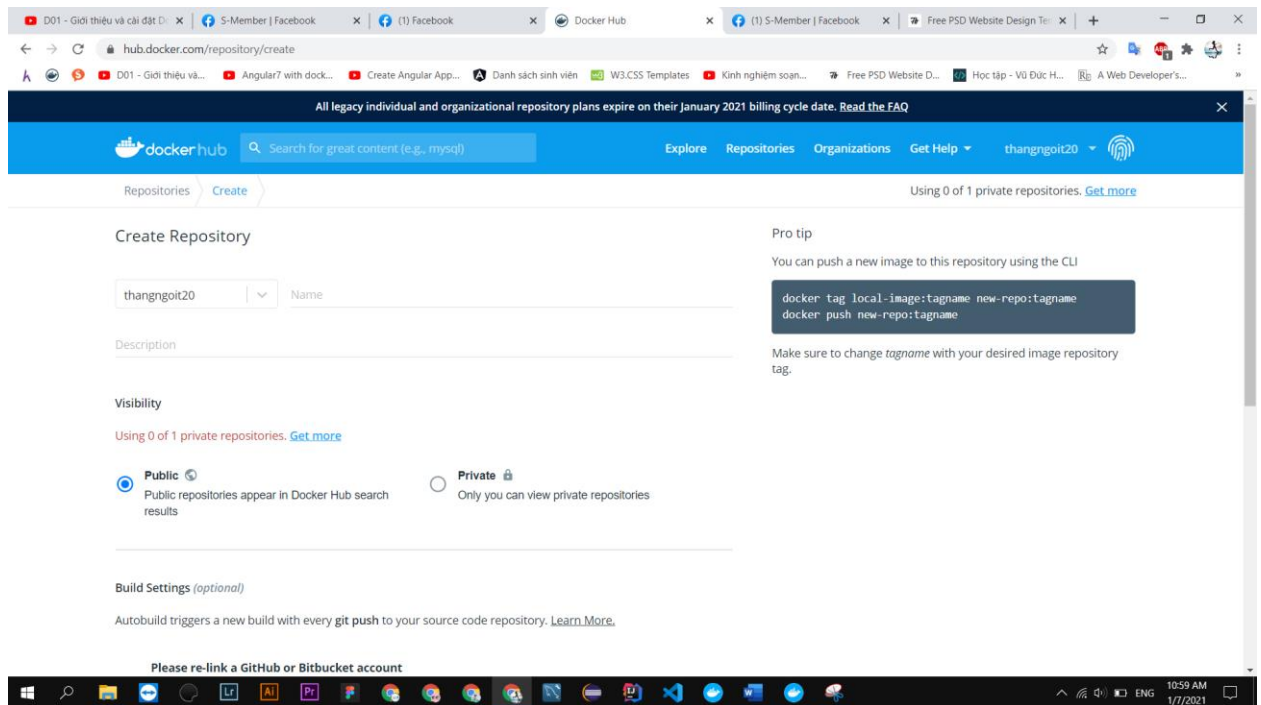 D01 - Giới thiệu và cài đặt D
S-Member | Facebook
(1) Facebook
Docker Hub
(1) S-Member | Facebook
Free PSD Website Design Te
hub.docker.com/repository/create
D01 - Giới thiệu và...
Angular7 with dock...
Create Angular App...
Danh sách sinh viên
W3.CSS Templates
Kinh nghiệm soạn...
Free PSD Website D...
Học tập - Vũ Đức H...
A Web Developer's...
»
All legacy individual and organizational repository plans expire on their January 2021 billing cycle date. Read the FAQ
dockerhub
Search for great content (e.g., mysql)
Explore
Repositories
Organizations
Get Help
thangngoit20
Repositories
Create
Using 0 of 1 private repositories. Get more
Create Repository
thangngoit20
Name
Description
Visibility
Using 0 of 1 private repositories. Get more
Public
Public repositories appear in Docker Hub search
results
Private
Only you can view private repositories
Build Settings (optional)
Autobuild triggers a new build with every git push to your source code repository. Learn More.
Please re-link a GitHub or Bitbucket account
Pro tip
You can push a new image to this repository using the CLI
docker tag local-image:tagname new-repo:tagname
docker push new-repo:tagname
Make sure to change tagname with your desired image repository
tag.
Lr
Ai
Pr
ENG
10:59 AM
1/7/2021